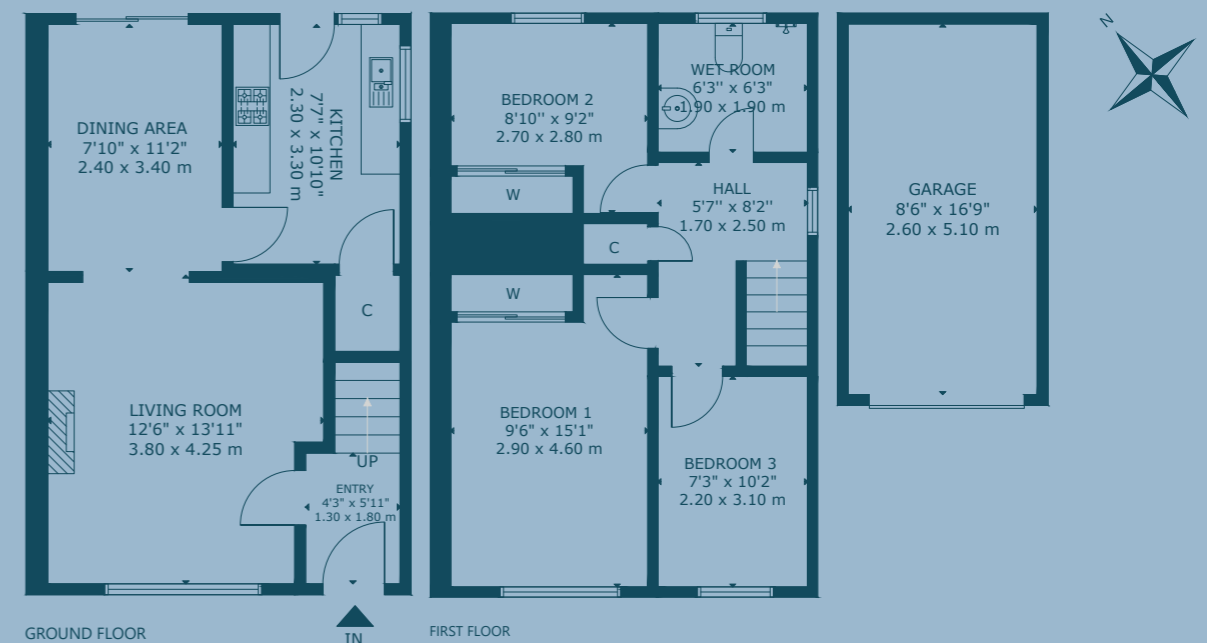 DINING AREA
7'10" x 11'2"
2.40 x 3.40 m
KITCHEN
7'7" x 10'10"
2.30 x 3.30 m
C
LIVING ROOM
12'6" x 13'11"
3.80 x 4.25 m
UP
ENTRY
4'3" x 5'11"
1.30 x 1.80 m
IN
GROUND FLOOR
BEDROOM 2
8'10'' x 9'2"
2.70 x 2.80 m
W
WET ROOM
6'3'' x 6'3"
1.90 x 1.90 m
HALL
5'7'' x 8'2''
1.70 x 2.50 m
C
W
BEDROOM 1
9'6" x 15'1"
2.90 x 4.60 m
BEDROOM 3
7'3" x 10'2"
2.20 x 3.10 m
FIRST FLOOR
GARAGE
8'6" x 16'9"
2.60 x 5.10 m
N